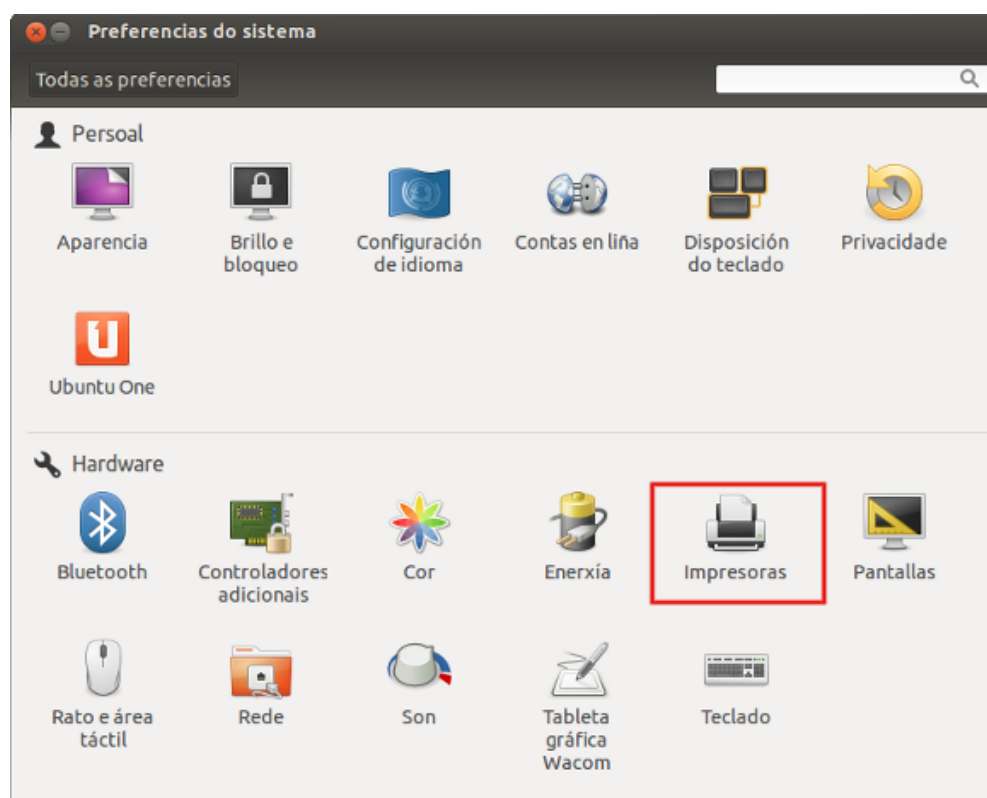 Preferencias do sistema
Todas as preferencias
Persoal
Aparencia
Brillo e
bloqueo
Configuración
de idioma
Contas en liña
Disposición
do teclado
Privacidade
Ubuntu One
Hardware
Bluetooth
Controladores
adicionais
Cor
Enerxía
Impresoras
Pantallas
Rato e área
táctil
Rede
Son
Tableta
gráfica
Wacom
Teclado